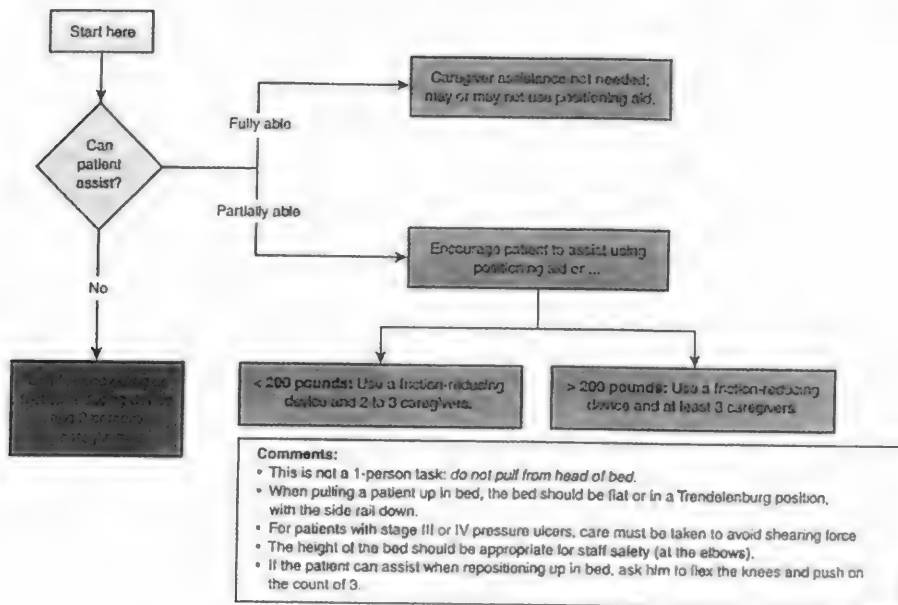 Start here
Caregiver assistance not needed;
may or may not use positioning aid.
Fully able
Can
patient
assist?
Partially able
Encourage patient to assist using
positioning aid or ...
No
< 200 pounds: Use a friction-reducing
device and 2 to 3 caregivers.
> 200 pounds: Use a friction-reducing
device and at least 3 caregivers
Comments:
• This is not a 1-person task: do not pull from head of bed.
• When pulling a patient up in bed, the bed should be flat or in a Trendelenburg position,
with the side rail down.
• For patients with stage III or IV pressure ulcers, care must be taken to avoid shearing force
• The height of the bed should be appropriate for staff safety (at the elbows).
• If the patient can assist when repositioning up in bed, ask him to flex the knees and push on
the count of 3.